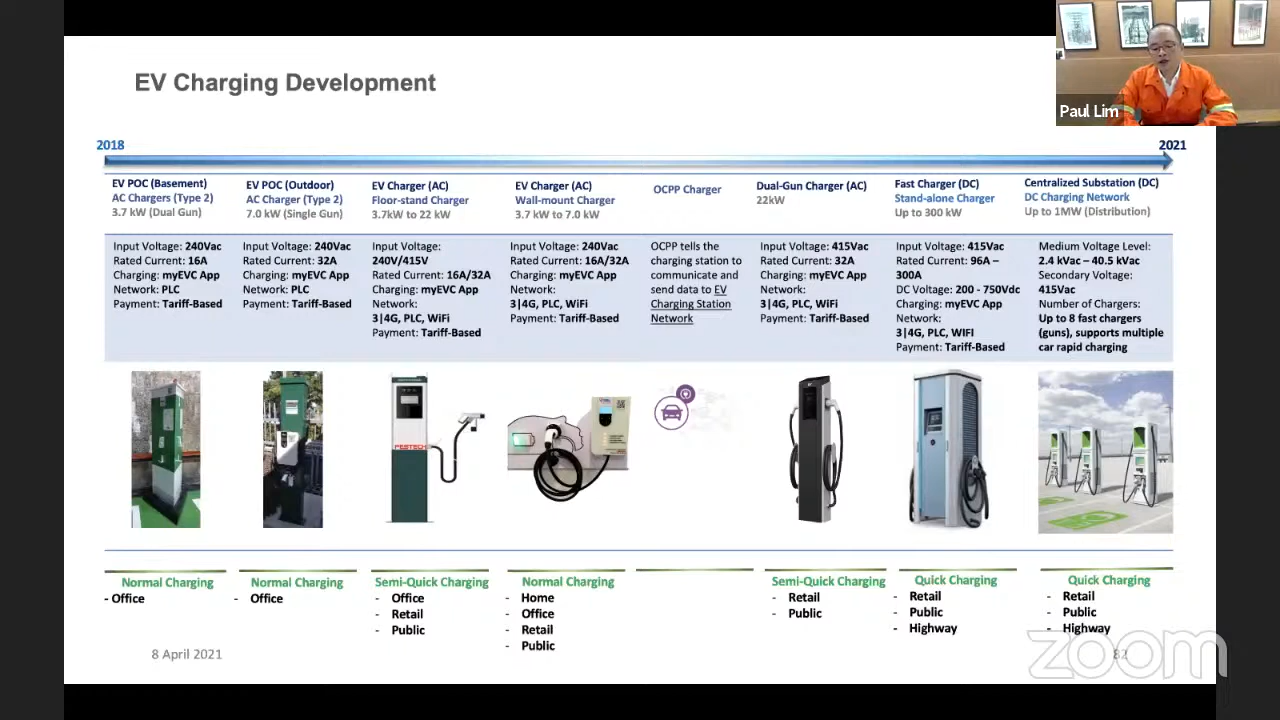 EV Charging Development
Paul Lim
2018
2021
EV POC (Basement)
AC Chargers (Type 2)
3.7 kW (Dual Gun)
EV POC (Outdoor)
AC Charger (Type 2)
7.0 kW (Single Gun)
EV Charger (AC)
Floor-stand Charger
3.7kW to 22 kW
EV Charger (AC)
Wall-mount Charger
3.7 kW to 7.0 kW
OCPP Charger
Dual-Gun Charger (AC)
22kW
Fast Charger (DC)
Stand-alone Charger
Up to 300 kW
Centralized Substation (DC)
DC Charging Network
Up to 1MW (Distribution)
Input Voltage: 240Vac
Rated Current: 16A
Charging: myEVC App
Network: PLC
Payment: Tariff-Based
Input Voltage: 240Vac
Rated Current: 32A
Charging: myEVC App
Network: PLC
Payment: Tariff-Based
Input Voltage:
240V/415V
Rated Current: 16A/32A
Charging: myEVC App
Network:
3|4G, PLC, WiFi
Payment: Tariff-Based
Input Voltage: 240Vac
Rated Current: 16A/32A
Charging: myEVC App
Network:
3|4G, PLC, WiFi
Payment: Tariff-Based
OCPP tells the
charging station to
communicate and
send data to EV
Charging Station
Network
Input Voltage: 415Vac
Rated Current: 32A
Charging: myEVC App
Network:
3|4G, PLC, WiFi
Payment: Tariff-Based
Input Voltage: 415Vac
Rated Current: 96A –
300A
DC Voltage: 200 - 750Vdc
Charging: myEVC App
Network:
3|4G, PLC, WIFI
Payment: Tariff-Based
Medium Voltage Level:
2.4 kVac – 40.5 kVac
Secondary Voltage:
415Vac
Number of Chargers:
Up to 8 fast chargers
(guns), supports multiple
car rapid charging
PESTECH
Normal Charging
- Office
Normal Charging
- Office
Semi-Quick Charging
- Office
- Retail
- Public
Normal Charging
- Home
- Office
- Retail
- Public
Semi-Quick Charging
- Retail
- Public
Quick Charging
- Retail
- Public
- Highway
Quick Charging
- Retail
- Public
- Highway
8 April 2021
82
zoom